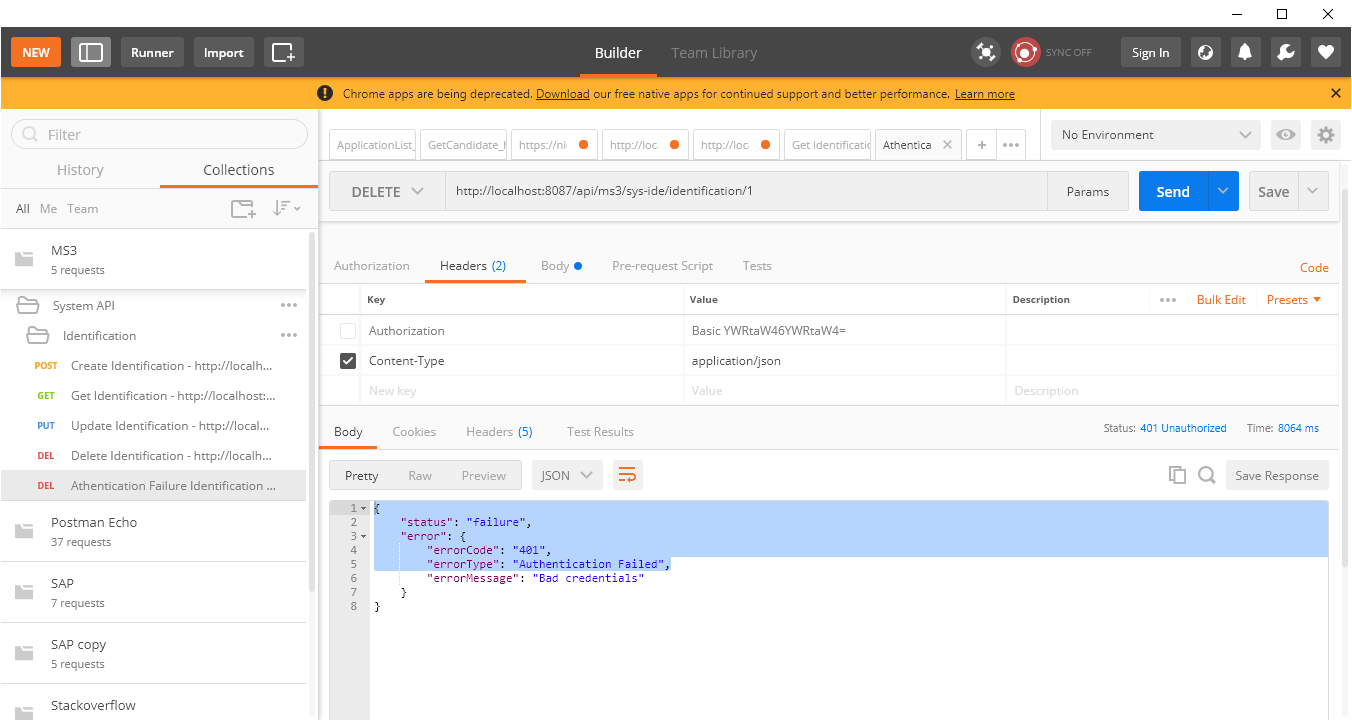 NEW Runner Import Builder Team Library SYNC OFF Sign In
Chrome apps are being deprecated. Download our free native apps for continued support and better performance. Learn more
Filter
History Collections
All Me Team
MS3
5 requests
System API
Identification
POST Create Identification - http://localh...
GET Get Identification - http://localhost:...
PUT Update Identification - http://local...
DEL Delete Identification - http://localh...
DEL Athentication Failure Identification ...
Postman Echo
37 requests
SAP
7 requests
SAP copy
5 requests
Stackoverflow
ApplicationList_ GetCandidate_ https://ni http://loc http://loc Get Identificatio Athentica
No Environment
DELETE http://localhost:8087/api/ms3/sys-ide/identification/1 Params Send Save
Authorization Headers (2) Body Pre-request Script Tests Code
Key Value Description Bulk Edit Presets
Authorization Basic YWRtaW46YWRtaW4=
Content-Type application/json
New key Value Description
Body Cookies Headers (5) Test Results Status: 401 Unauthorized Time: 8064 ms
Pretty Raw Preview JSON Save Response
1 {
2 "status": "failure",
3 "error": {
4 "errorCode": "401",
5 "errorType": "Authentication Failed",
6 "errorMessage": "Bad credentials"
7 }
8 }